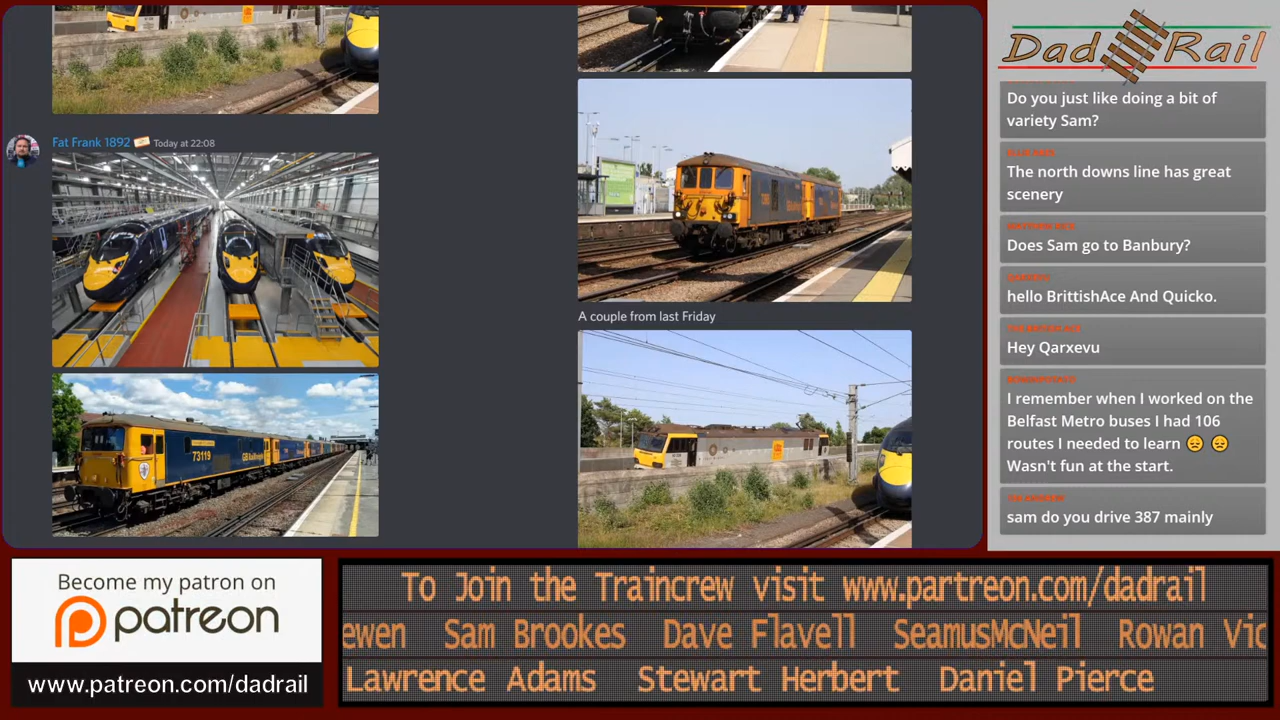 Fat Frank 1892 Today at 22:08
73119
GB Railfreight
A couple from last Friday
Dad Rail
Do you just like doing a bit of
variety Sam?
The north downs line has great
scenery
Does Sam go to Banbury?
hello BrittishAce And Quicko.
Hey Qarxevu
I remember when I worked on the
Belfast Metro buses I had 106
routes I needed to learn 😔 😔
Wasn't fun at the start.
sam do you drive 387 mainly
Become my patron on
patreon
www.patreon.com/dadrail
To Join the Traincrew visit www.partreon.com/dadrail
ewen Sam Brookes Dave Flavell SeamusMcNeil Rowan Vic
Lawrence Adams Stewart Herbert Daniel Pierce